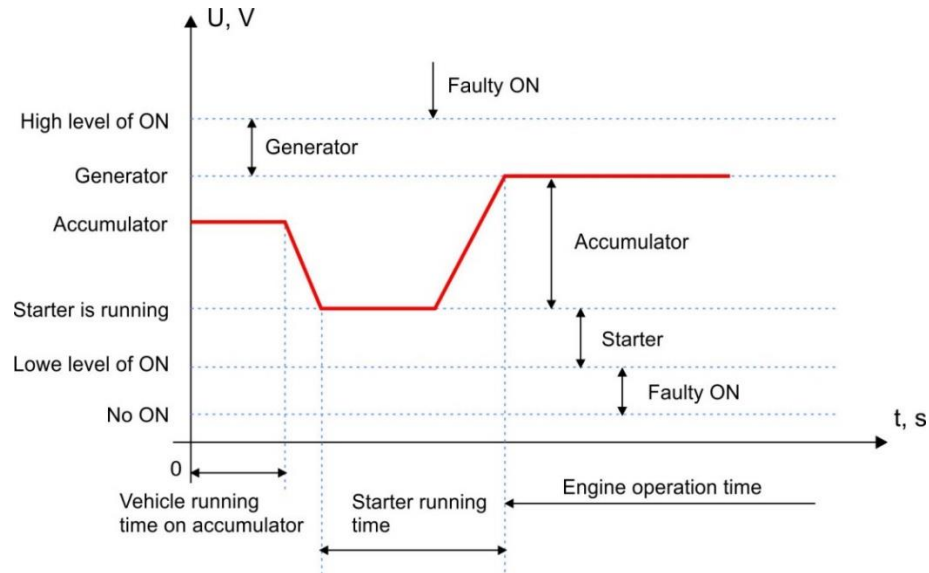 U, V
Faulty ON
High level of ON
Generator
Generator
Accumulator
Accumulator
Starter is running
Starter
Lowe level of ON
Faulty ON
No ON
t, s
0
Vehicle running
time on accumulator
Starter running
time
Engine operation time